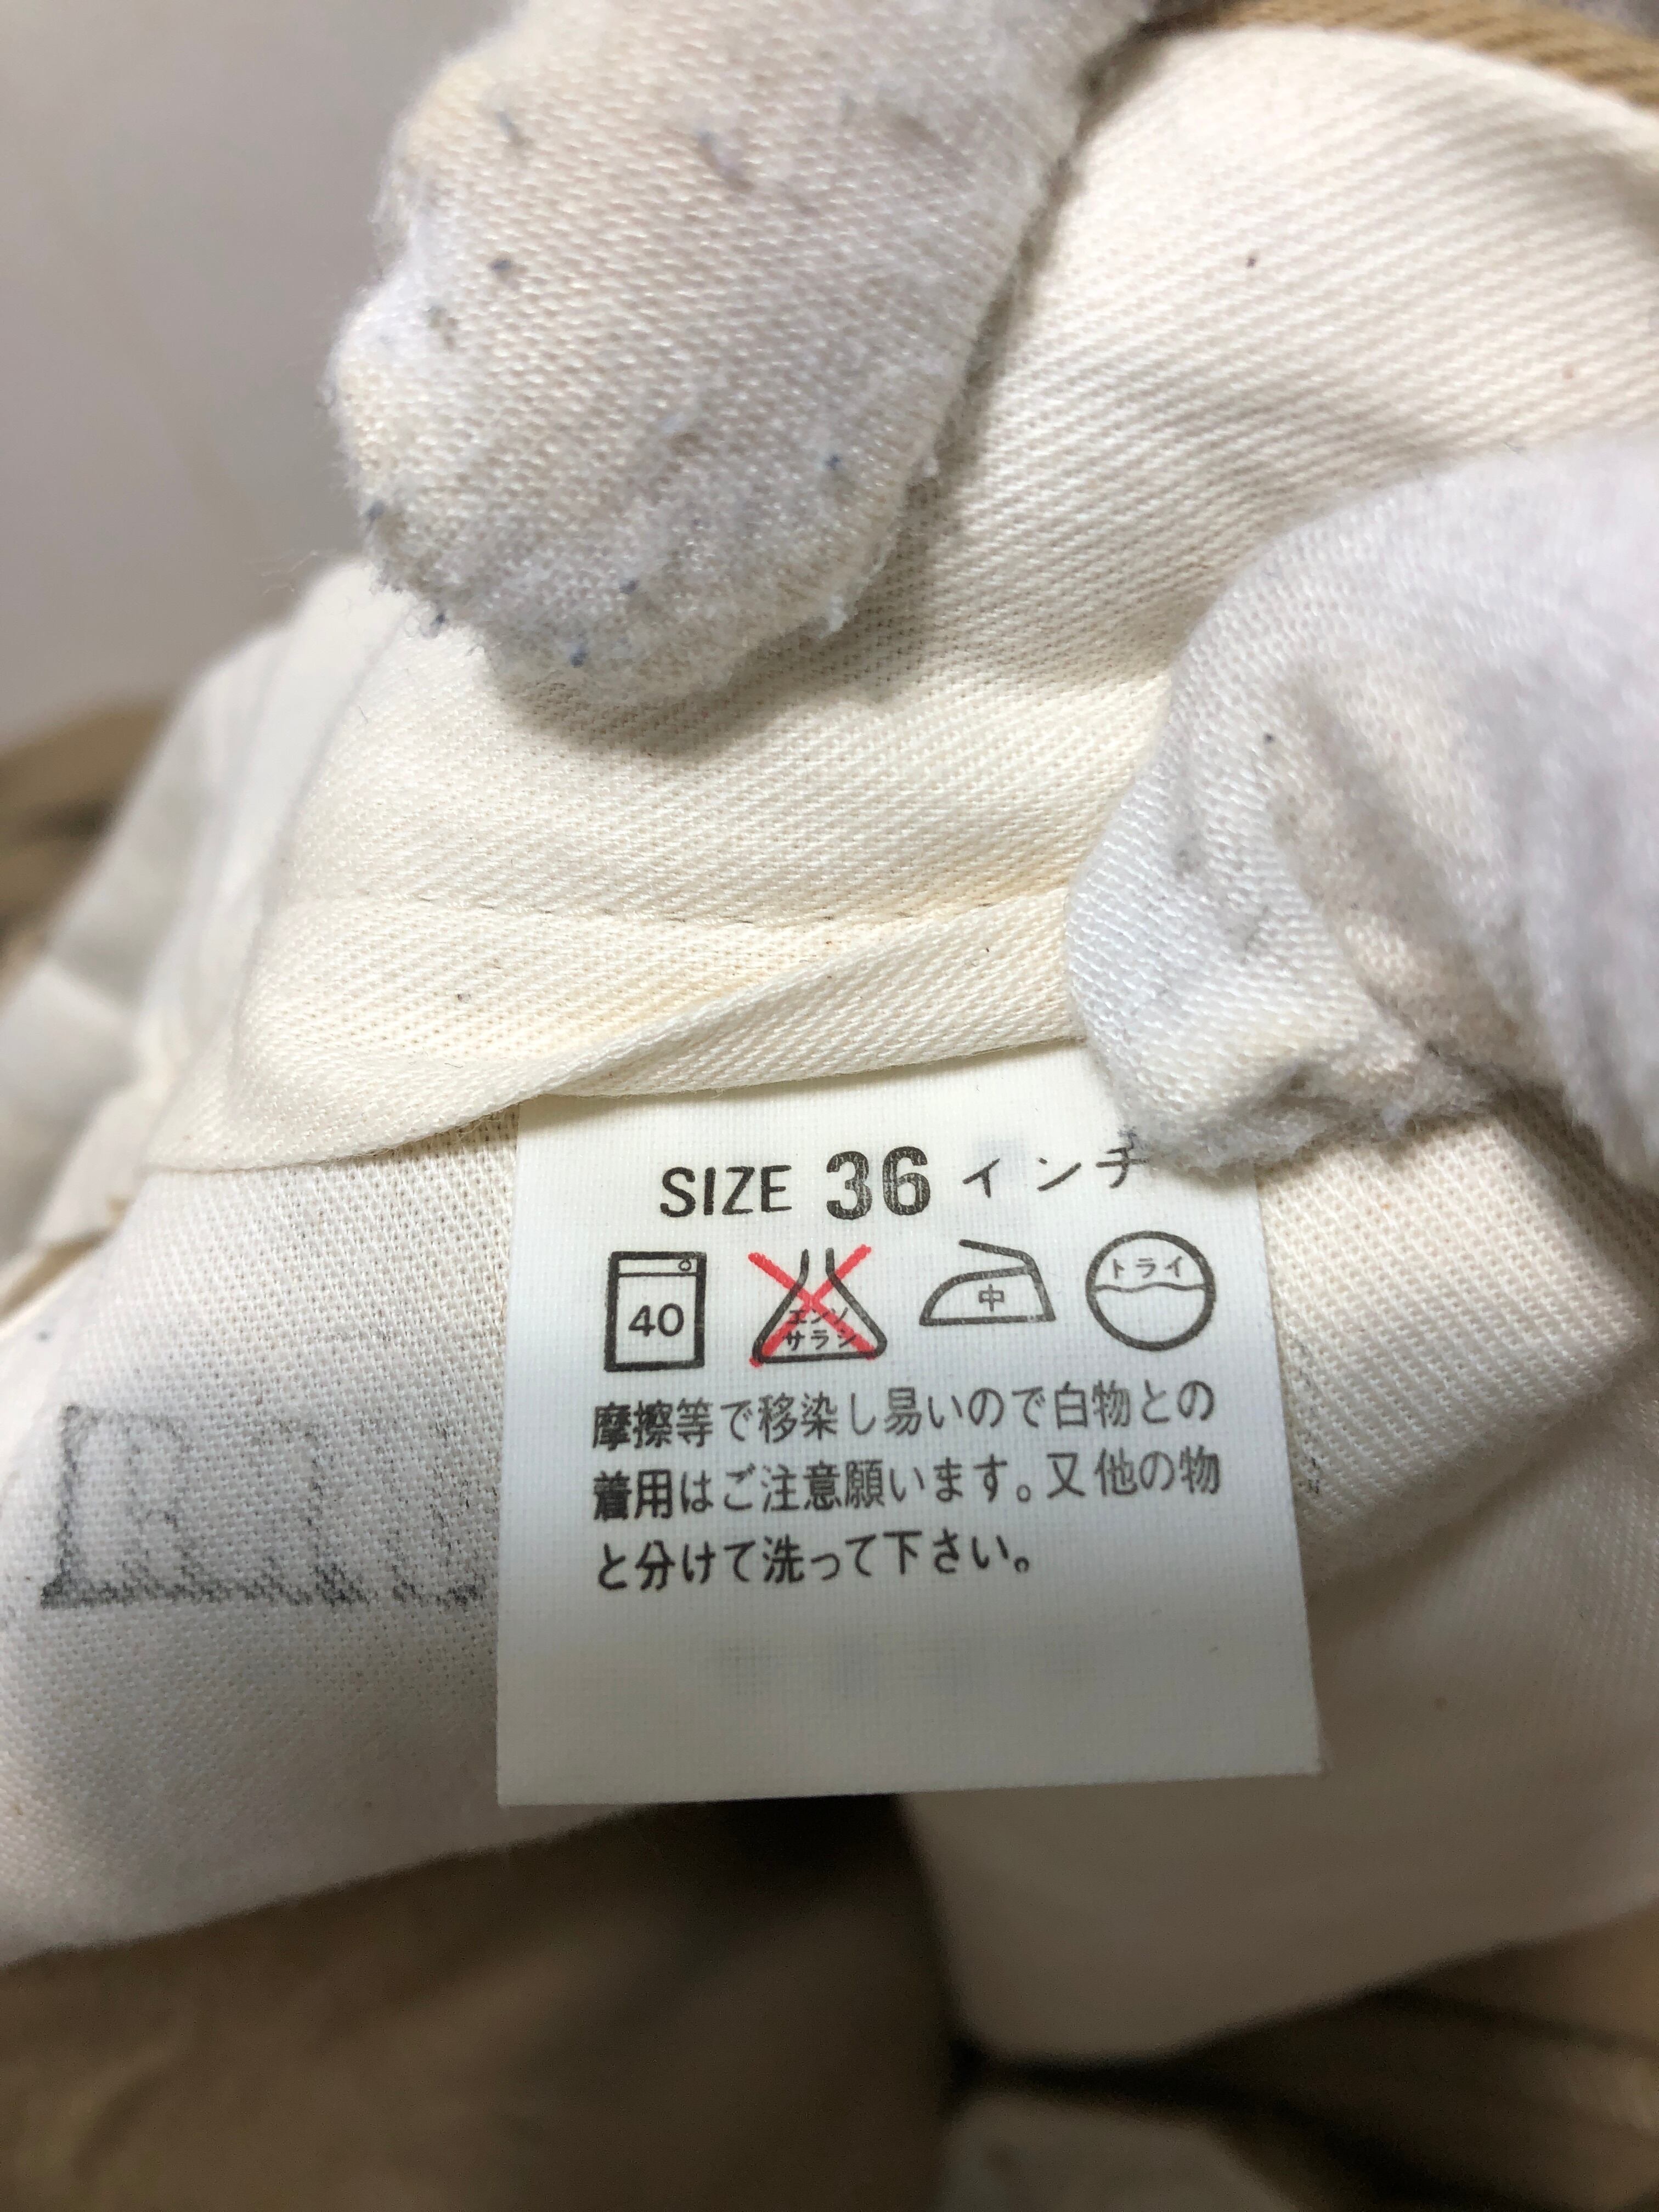 SIZE 36 インチ
40 エンソ サラシ 中 ドライ
摩擦等で移染し易いので白物との
着用はご注意願います。又他の物
と分けて洗って下さい。